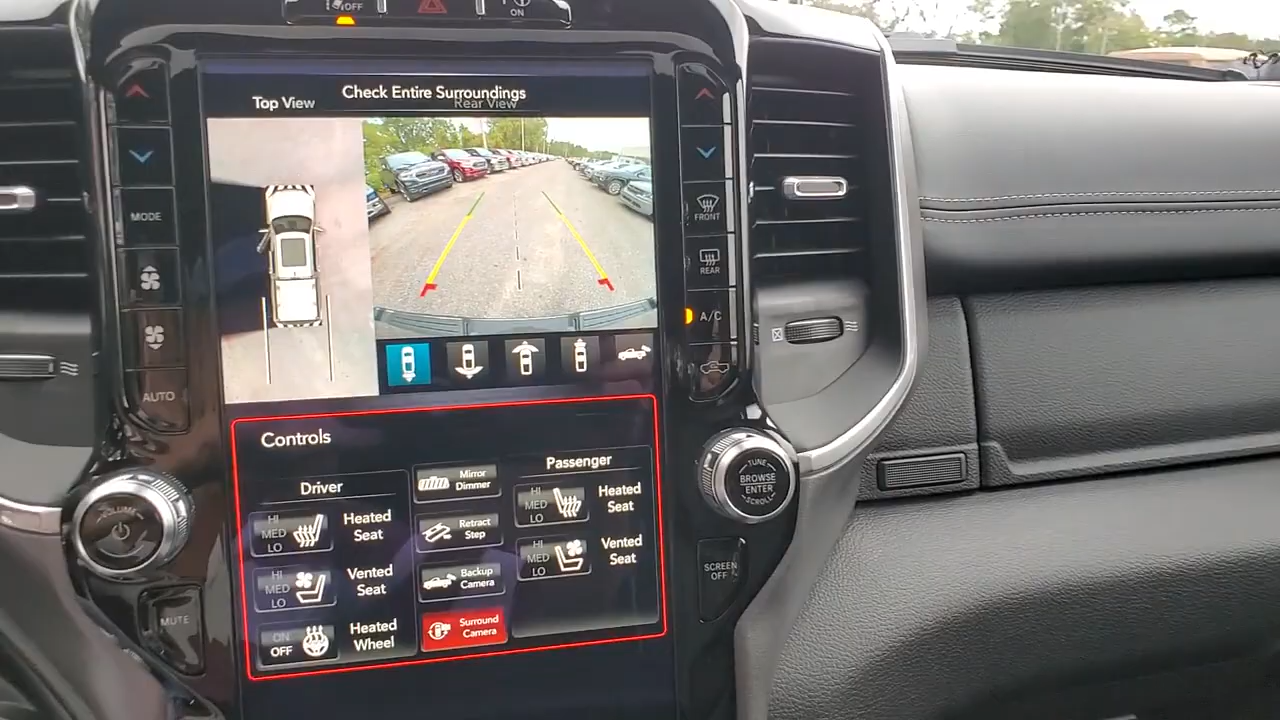 OFF
ON
Check Entire Surroundings
Top View
Rear View
MODE
AUTO
FRONT
REAR
A/C
Controls
Driver
HI
MED
LO
Heated
Seat
HI
MED
LO
Vented
Seat
ON
OFF
Heated
Wheel
Mirror
Dimmer
Retract
Step
Backup
Camera
Surround
Camera
Passenger
HI
MED
LO
Heated
Seat
HI
MED
LO
Vented
Seat
VOLUME
MUTE
TUNE
BROWSE
ENTER
SCROLL
SCREEN
OFF